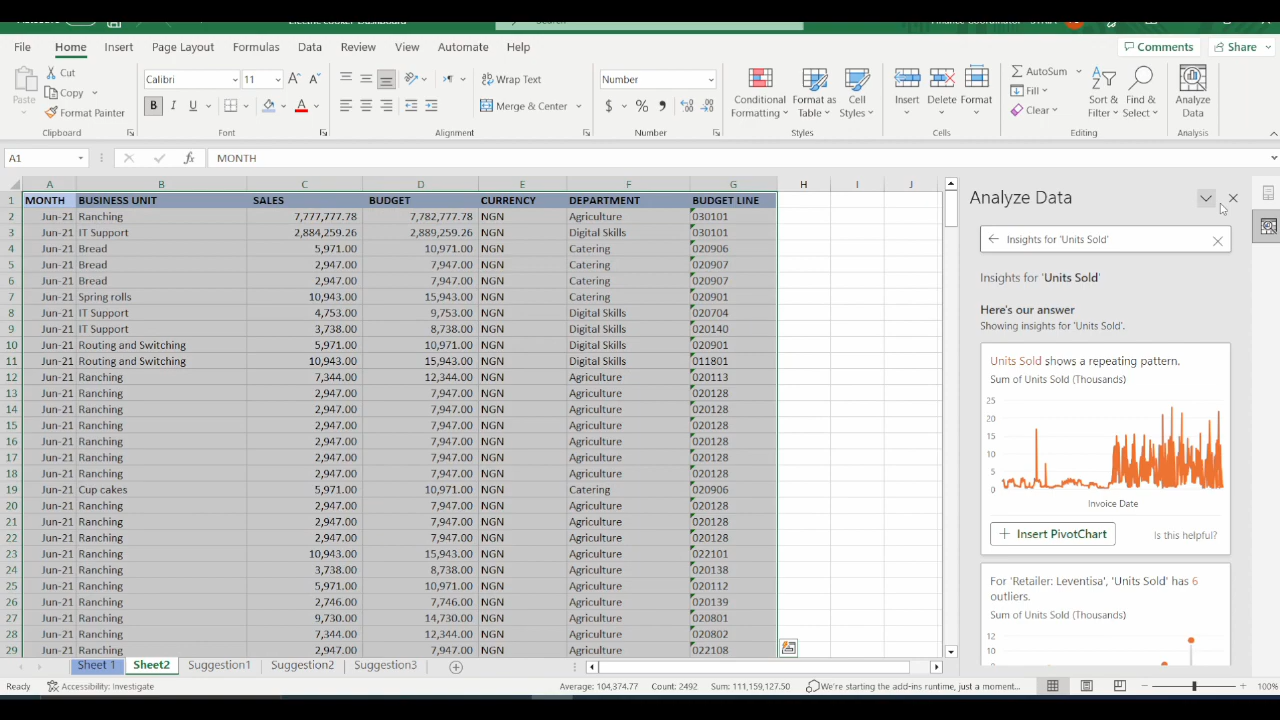 File Home Insert Page Layout Formulas Data Review View Automate Help Comments Share
Cut
Copy
Format Painter
Paste
Calibri 11
B I U
Wrap Text
Merge & Center
Number
$ %
Conditional Formatting
Format as Table
Cell Styles
Insert Delete Format
AutoSum
Fill
Clear
Sort & Filter
Find & Select
Analyze Data
Clipboard Font Alignment Number Styles Cells Editing Analysis
A1 fx MONTH
A B C D E F G H I J
1 MONTH BUSINESS UNIT SALES BUDGET CURRENCY DEPARTMENT BUDGET LINE
2 Jun-21 Ranching 7,777,777.78 7,782,777.78 NGN Agriculture 030101
3 Jun-21 IT Support 2,884,259.26 2,889,259.26 NGN Digital Skills 030101
4 Jun-21 Bread 5,971.00 10,971.00 NGN Catering 020906
5 Jun-21 Bread 2,947.00 7,947.00 NGN Catering 020907
6 Jun-21 Bread 2,947.00 7,947.00 NGN Catering 020907
7 Jun-21 Spring rolls 10,943.00 15,943.00 NGN Catering 020901
8 Jun-21 IT Support 4,753.00 9,753.00 NGN Digital Skills 020704
9 Jun-21 IT Support 3,738.00 8,738.00 NGN Digital Skills 020140
10 Jun-21 Routing and Switching 5,971.00 10,971.00 NGN Digital Skills 020901
11 Jun-21 Routing and Switching 10,943.00 15,943.00 NGN Digital Skills 011801
12 Jun-21 Ranching 7,344.00 12,344.00 NGN Agriculture 020113
13 Jun-21 Ranching 2,947.00 7,947.00 NGN Agriculture 020128
14 Jun-21 Ranching 2,947.00 7,947.00 NGN Agriculture 020128
15 Jun-21 Ranching 2,947.00 7,947.00 NGN Agriculture 020128
16 Jun-21 Ranching 2,947.00 7,947.00 NGN Agriculture 020128
17 Jun-21 Ranching 2,947.00 7,947.00 NGN Agriculture 020128
18 Jun-21 Ranching 2,947.00 7,947.00 NGN Agriculture 020128
19 Jun-21 Cup cakes 5,971.00 10,971.00 NGN Catering 020906
20 Jun-21 Ranching 2,947.00 7,947.00 NGN Agriculture 020128
21 Jun-21 Ranching 2,947.00 7,947.00 NGN Agriculture 020128
22 Jun-21 Ranching 2,947.00 7,947.00 NGN Agriculture 020128
23 Jun-21 Ranching 10,943.00 15,943.00 NGN Agriculture 022101
24 Jun-21 Ranching 3,738.00 8,738.00 NGN Agriculture 020138
25 Jun-21 Ranching 5,971.00 10,971.00 NGN Agriculture 020112
26 Jun-21 Ranching 2,746.00 7,746.00 NGN Agriculture 020139
27 Jun-21 Ranching 9,730.00 14,730.00 NGN Agriculture 020801
28 Jun-21 Ranching 7,344.00 12,344.00 NGN Agriculture 020802
29 Jun-21 Ranching 2,947.00 7,947.00 NGN Agriculture 022108
Analyze Data
Insights for 'Units Sold'
Insights for 'Units Sold'
Here's our answer
Showing insights for 'Units Sold'.
Units Sold shows a repeating pattern.
Sum of Units Sold (Thousands)
25
20
15
10
5
0
Invoice Date
Insert PivotChart Is this helpful?
For 'Retailer: Leventisa', 'Units Sold' has 6
outliers.
Sum of Units Sold (Thousands)
12
10
8
6
4
Sheet 1 Sheet2 Suggestion1 Suggestion2 Suggestion3
Ready Accessibility: Investigate Average: 104,374.77 Count: 2492 Sum: 111,159,127.50 We're starting the add-ins runtime, just a moment... 100%